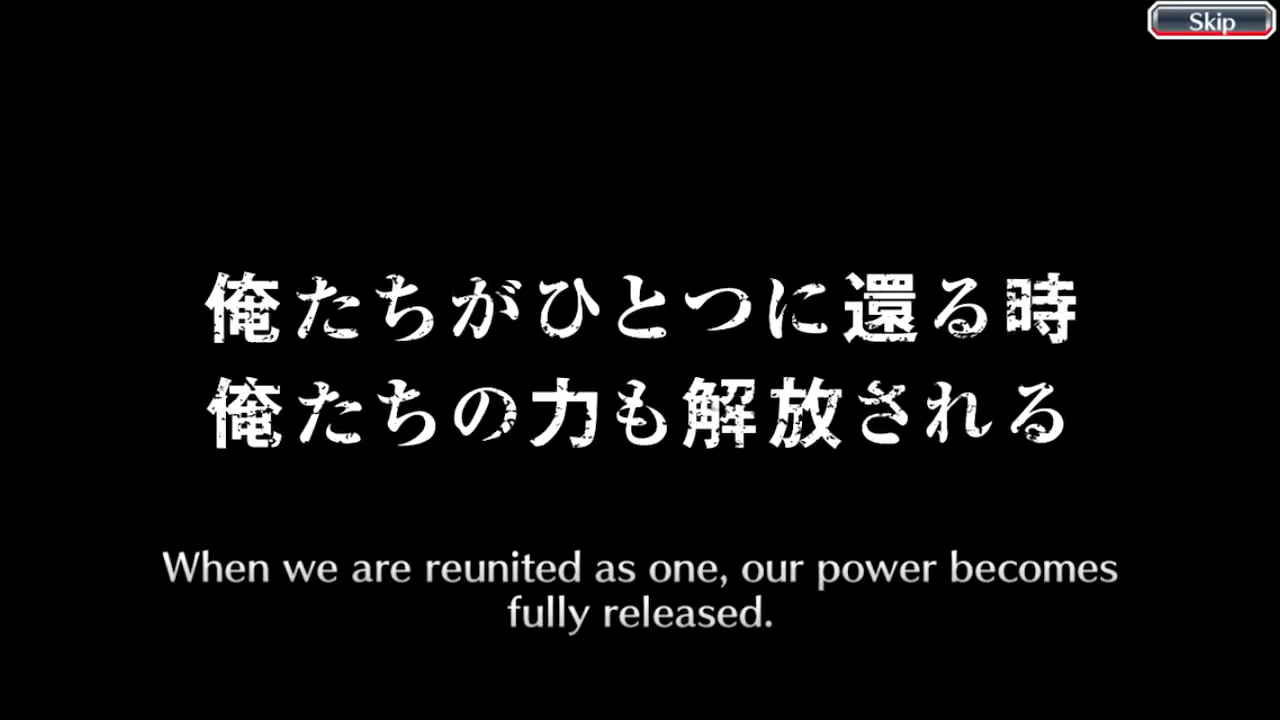 Skip
俺たちがひとつに還る時
俺たちの力も解放される
When we are reunited as one, our power becomes
fully released.